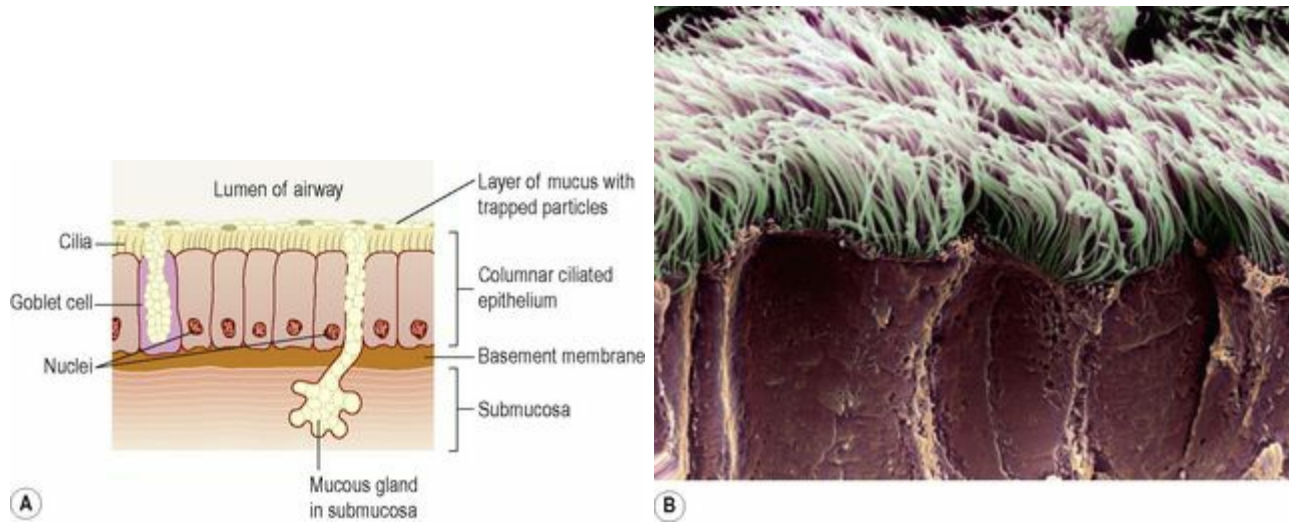 Lumen of airway
Layer of mucus with
trapped particles
Cilia
Columnar ciliated
epithelium
Goblet cell
Nuclei
Basement membrane
Submucosa
Mucous gland
in submucosa
A
B